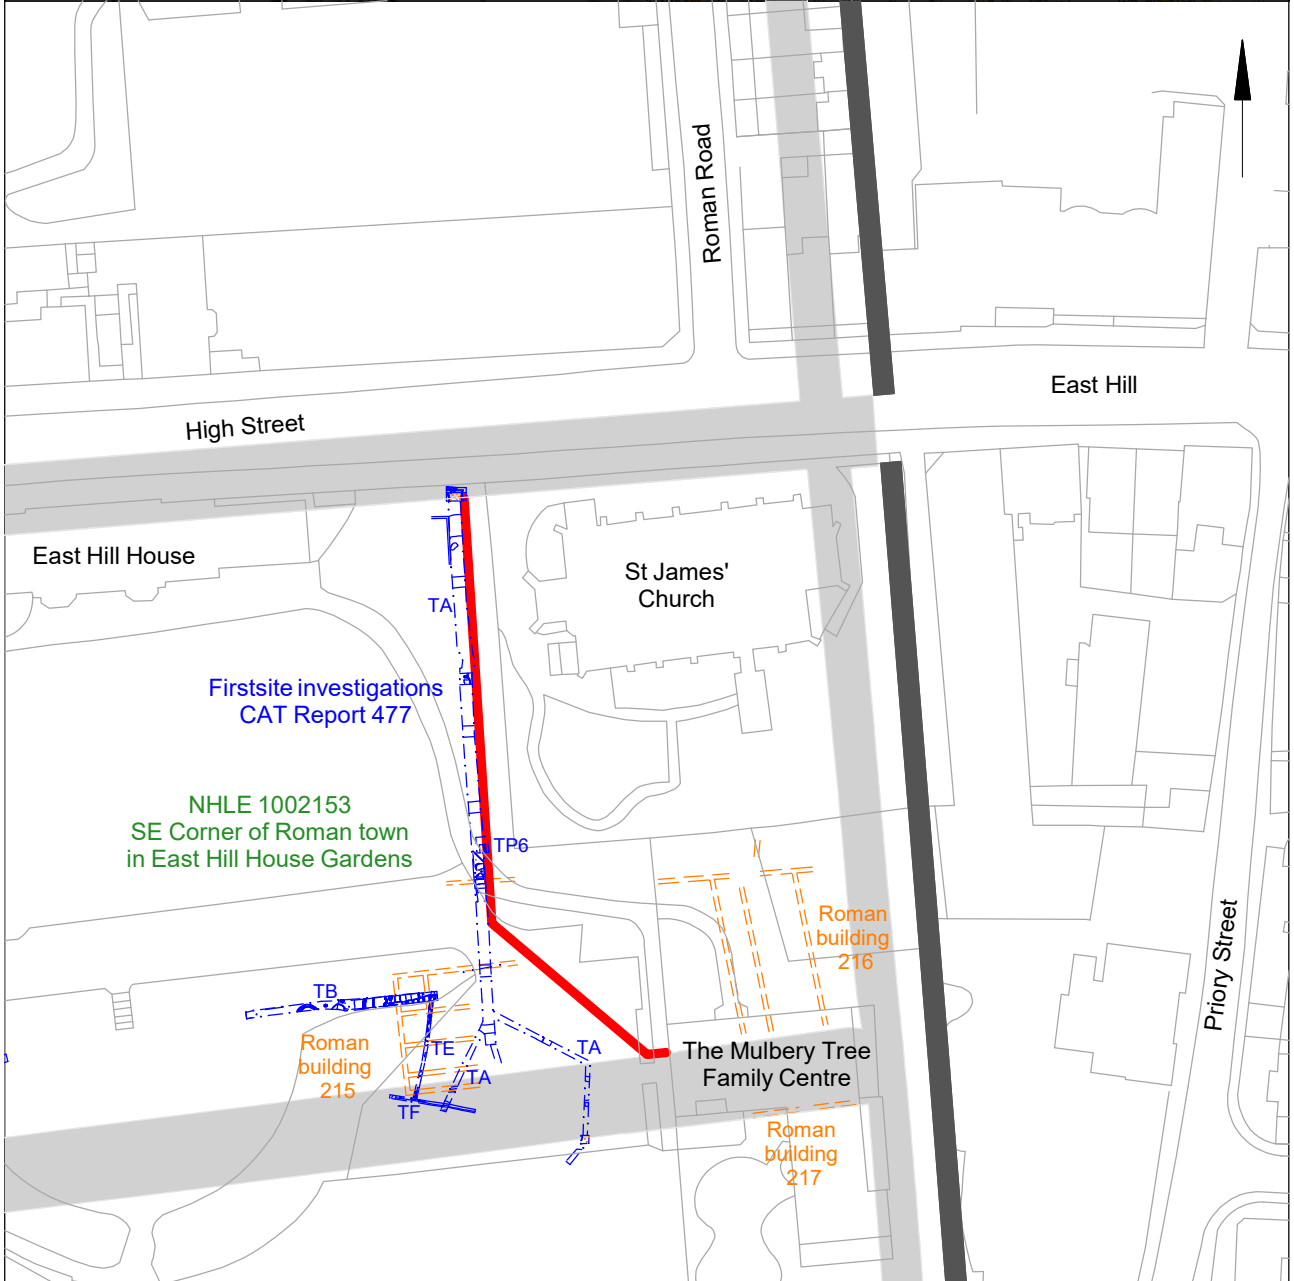 Roman Road
East Hill
High Street
East Hill House
St James'
Church
TA
Firstsite investigations
CAT Report 477
NHLE 1002153
SE Corner of Roman town
in East Hill House Gardens
TP6
Roman
building
216
Priory Street
TB
Roman
building
215
TE
TA
TA
TF
The Mulbery Tree
Family Centre
Roman
building
217